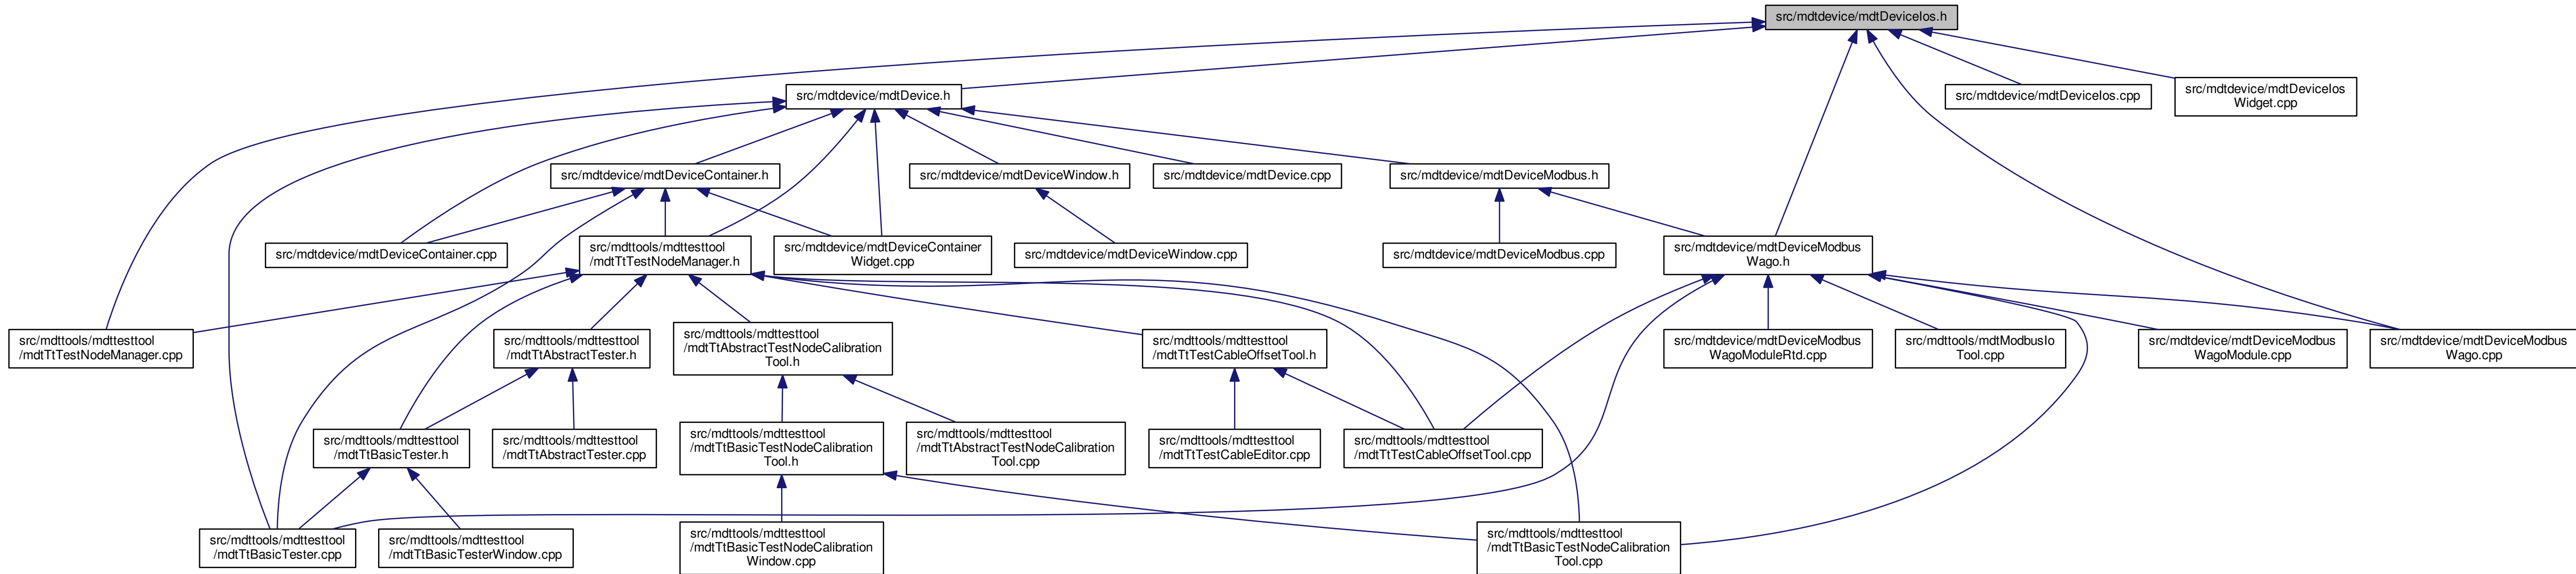 src/mdtdevice/mdtDeviceIos.h
src/mdtdevice/mdtDevice.h
src/mdtdevice/mdtDeviceIos.cpp
src/mdtdevice/mdtDeviceIos
Widget.cpp
src/mdtdevice/mdtDeviceContainer.h
src/mdtdevice/mdtDeviceWindow.h
src/mdtdevice/mdtDevice.cpp
src/mdtdevice/mdtDeviceModbus.h
src/mdtdevice/mdtDeviceContainer.cpp
src/mdttools/mdttesttool
/mdtTtTestNodeManager.h
src/mdtdevice/mdtDeviceContainer
Widget.cpp
src/mdtdevice/mdtDeviceWindow.cpp
src/mdtdevice/mdtDeviceModbus.cpp
src/mdtdevice/mdtDeviceModbus
Wago.h
src/mdttools/mdttesttool
/mdtTtTestNodeManager.cpp
src/mdttools/mdttesttool
/mdtTtAbstractTester.h
src/mdttools/mdttesttool
/mdtTtAbstractTestNodeCalibration
Tool.h
src/mdttools/mdttesttool
/mdtTtTestCableOffsetTool.h
src/mdtdevice/mdtDeviceModbus
WagoModuleRtd.cpp
src/mdttools/mdtModbusIo
Tool.cpp
src/mdtdevice/mdtDeviceModbus
WagoModule.cpp
src/mdtdevice/mdtDeviceModbus
Wago.cpp
src/mdttools/mdttesttool
/mdtTtBasicTester.h
src/mdttools/mdttesttool
/mdtTtAbstractTester.cpp
src/mdttools/mdttesttool
/mdtTtBasicTestNodeCalibration
Tool.h
src/mdttools/mdttesttool
/mdtTtAbstractTestNodeCalibration
Tool.cpp
src/mdttools/mdttesttool
/mdtTtTestCableEditor.cpp
src/mdttools/mdttesttool
/mdtTtTestCableOffsetTool.cpp
src/mdttools/mdttesttool
/mdtTtBasicTester.cpp
src/mdttools/mdttesttool
/mdtTtBasicTesterWindow.cpp
src/mdttools/mdttesttool
/mdtTtBasicTestNodeCalibration
Window.cpp
src/mdttools/mdttesttool
/mdtTtBasicTestNodeCalibration
Tool.cpp